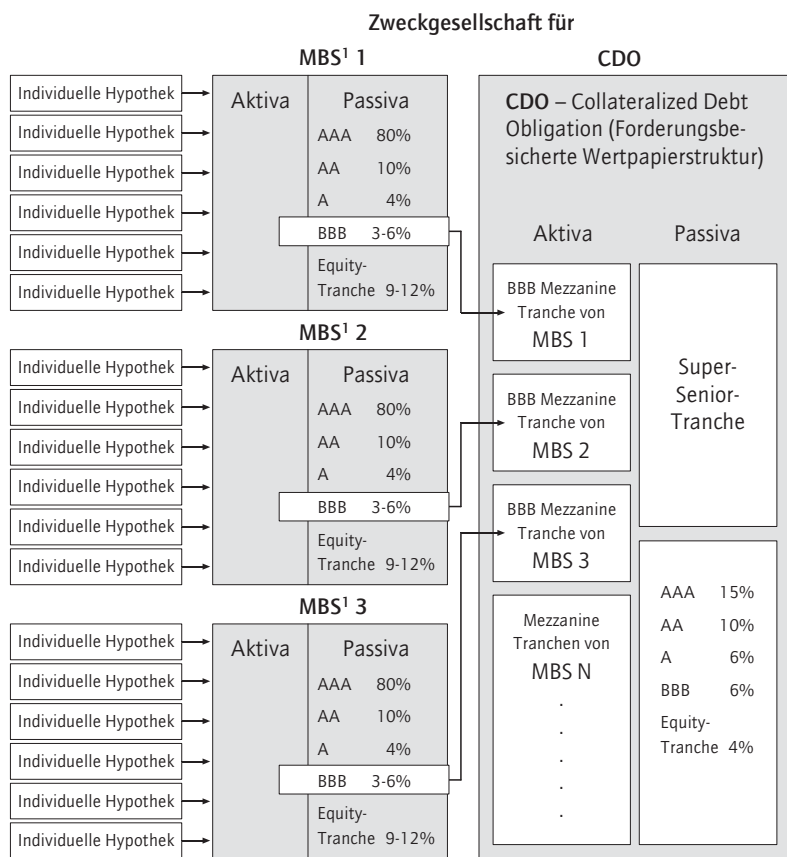 Zweckgesellschaft für
MBS¹ 1
Individuelle Hypothek
Individuelle Hypothek
Individuelle Hypothek
Individuelle Hypothek
Individuelle Hypothek
Individuelle Hypothek
Aktiva
Passiva
AAA 80%
AA 10%
A 4%
BBB 3-6%
Equity-
Tranche 9-12%
MBS¹ 2
Individuelle Hypothek
Individuelle Hypothek
Individuelle Hypothek
Individuelle Hypothek
Individuelle Hypothek
Individuelle Hypothek
Aktiva
Passiva
AAA 80%
AA 10%
A 4%
BBB 3-6%
Equity-
Tranche 9-12%
MBS¹ 3
Individuelle Hypothek
Individuelle Hypothek
Individuelle Hypothek
Individuelle Hypothek
Individuelle Hypothek
Individuelle Hypothek
Aktiva
Passiva
AAA 80%
AA 10%
A 4%
BBB 3-6%
Equity-
Tranche 9-12%
CDO
CDO – Collateralized Debt
Obligation (Forderungsbe-
sicherte Wertpapierstruktur)
Aktiva
BBB Mezzanine
Tranche von
MBS 1
BBB Mezzanine
Tranche von
MBS 2
BBB Mezzanine
Tranche von
MBS 3
Mezzanine
Tranchen von
MBS N
.
.
.
.
.
Passiva
Super-
Senior-
Tranche
AAA 15%
AA 10%
A 6%
BBB 6%
Equity-
Tranche 4%